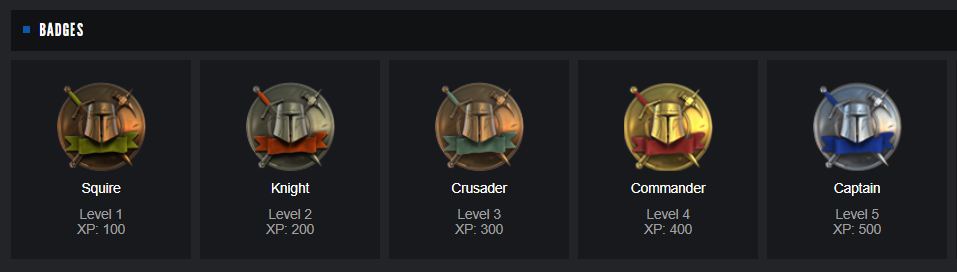 BADGES
Squire
Level 1
XP: 100
Knight
Level 2
XP: 200
Crusader
Level 3
XP: 300
Commander
Level 4
XP: 400
Captain
Level 5
XP: 500